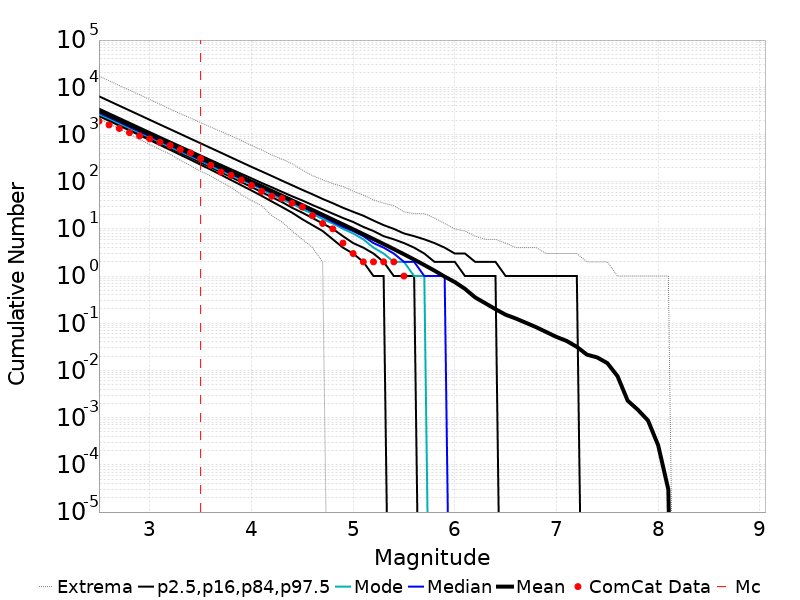 10^5
10^4
10^3
10^2
10^1
10^0
10^-1
10^-2
10^-3
10^-4
10^-5
Cumulative Number
3 4 5 6 7 8 9
Magnitude
Extrema p2.5,p16,p84,p97.5 Mode Median Mean ComCat Data Mc